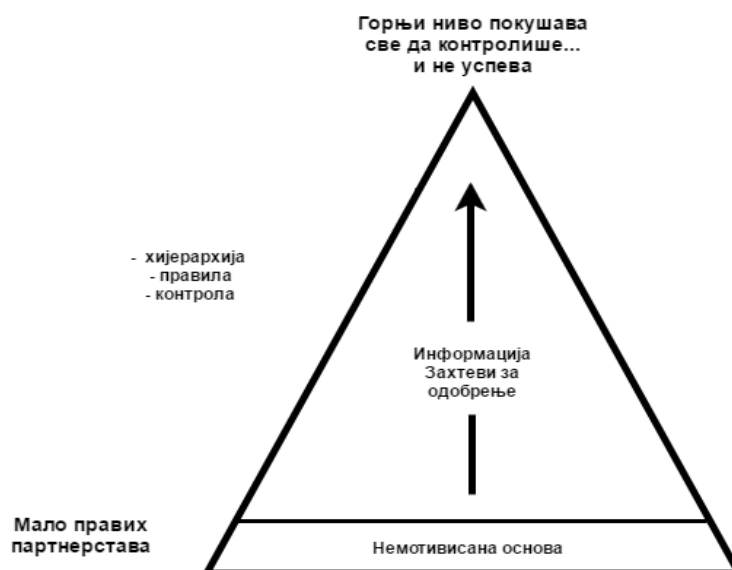 Горњи ниво покушава
све да контролише...
и не успева
- хијерархија
- правила
- контрола
Информација
Захтеви за
одобрење
Мало правих
партнерстава
Немотивисана основа